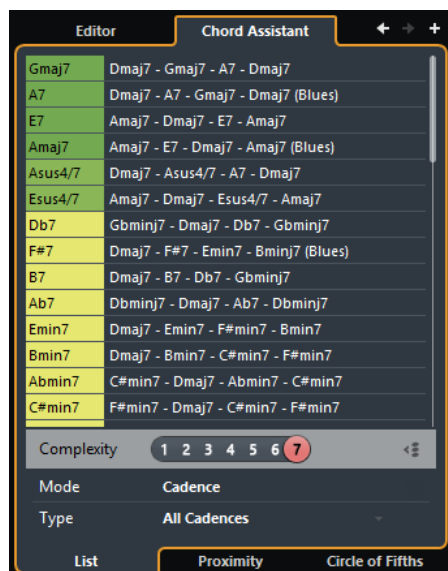 Editor Chord Assistant
Gmaj7 Dmaj7 - Gmaj7 - A7 - Dmaj7
A7 Dmaj7 - A7 - Gmaj7 - Dmaj7 (Blues)
E7 Amaj7 - Dmaj7 - E7 - Amaj7
Amaj7 Amaj7 - E7 - Dmaj7 - Amaj7 (Blues)
Asus4/7 Dmaj7 - Asus4/7 - A7 - Dmaj7
Esus4/7 Amaj7 - Dmaj7 - Esus4/7 - Amaj7
Db7 Gbminj7 - Dmaj7 - Db7 - Gbminj7
F#7 Dmaj7 - F#7 - Emin7 - Bminj7 (Blues)
B7 Dmaj7 - B7 - Db7 - Gbminj7
Ab7 Dbminj7 - Dmaj7 - Ab7 - Dbminj7
Emin7 Dmaj7 - Emin7 - F#min7 - Bmin7
Bmin7 Dmaj7 - Bmin7 - C#min7 - F#min7
Abmin7 C#min7 - Dmaj7 - Abmin7 - C#min7
C#min7 F#min7 - Dmaj7 - C#min7 - F#min7
Complexity 1 2 3 4 5 6 7
Mode Cadence
Type All Cadences
List Proximity Circle of Fifths